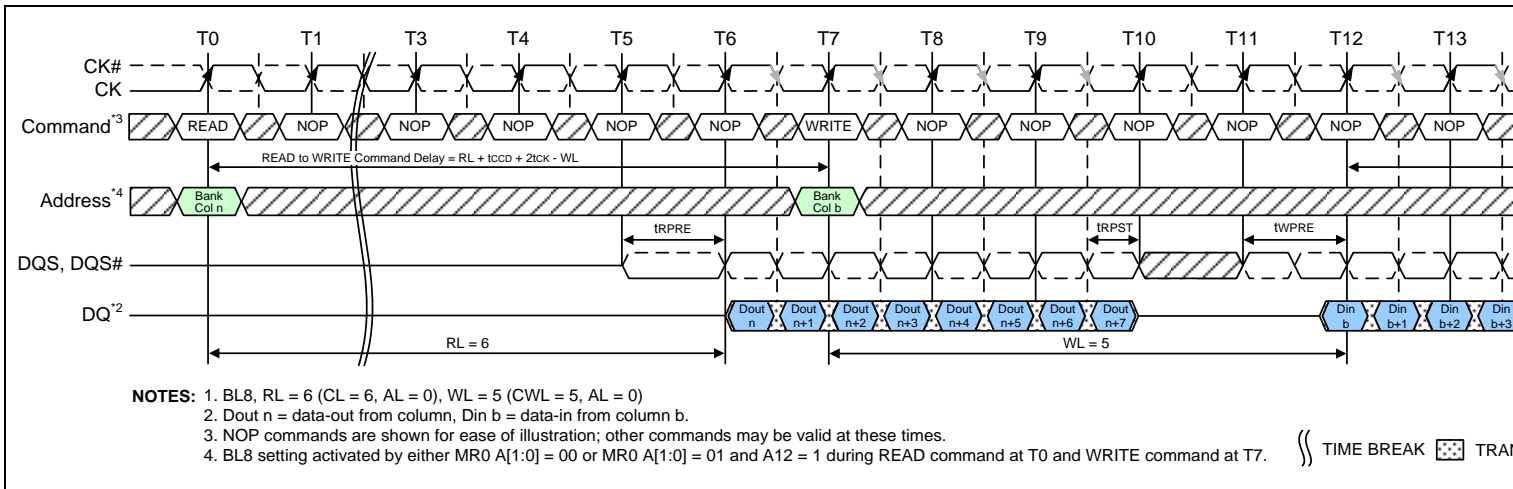 T0 T1 T3 T4 T5 T6 T7 T8 T9 T10 T11 T12 T13
CK#
CK
Command*3 READ NOP NOP NOP NOP NOP WRITE NOP NOP NOP NOP NOP NOP
READ to WRITE Command Delay = RL + tCCD + 2tCK - WL
Address*4 Bank Col n Bank Col b
tRPRE tRPST tWPRE
DQS, DQS#
DQ*2 Dout n Dout n+1 Dout n+2 Dout n+3 Dout n+4 Dout n+5 Dout n+6 Dout n+7 Din b Din b+1 Din b+2 Din b+3
RL = 6 WL = 5
NOTES: 1. BL8, RL = 6 (CL = 6, AL = 0), WL = 5 (CWL = 5, AL = 0)
2. Dout n = data-out from column, Din b = data-in from column b.
3. NOP commands are shown for ease of illustration; other commands may be valid at these times.
4. BL8 setting activated by either MR0 A[1:0] = 00 or MR0 A[1:0] = 01 and A12 = 1 during READ command at T0 and WRITE command at T7.
TIME BREAK